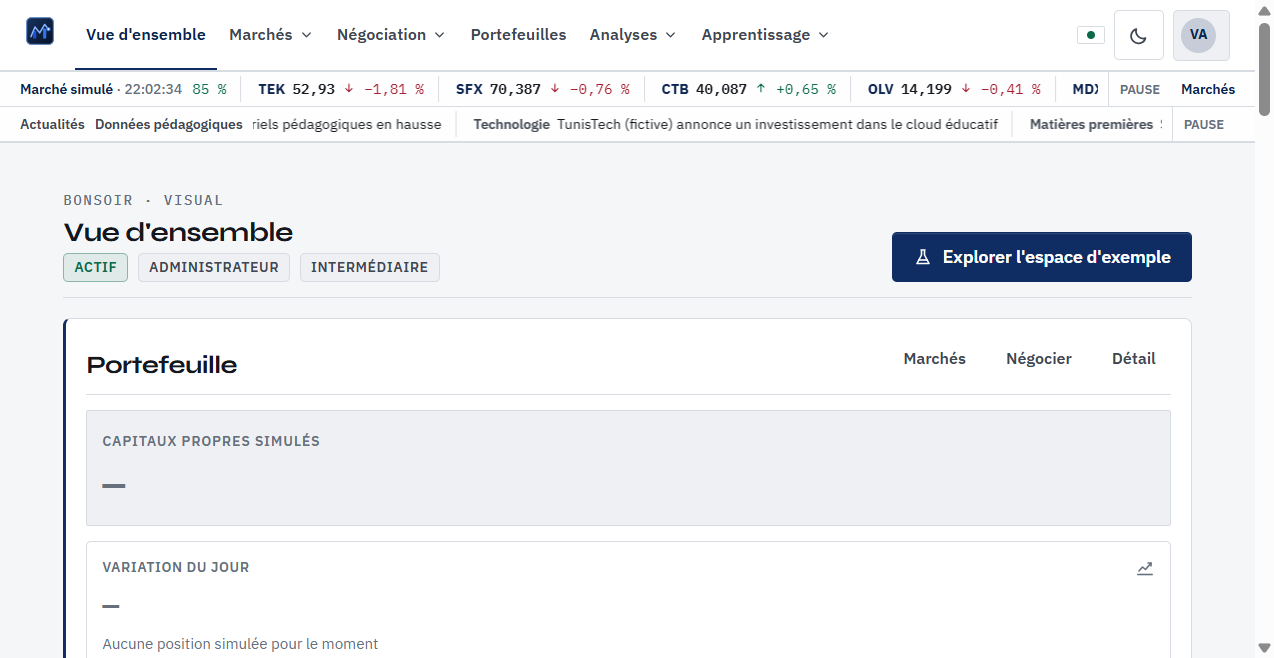 Vue d'ensemble Marchés Négociation Portefeuilles Analyses Apprentissage VA
Marché simulé · 22:02:34 85 % TEK 52,93 ↓ −1,81 % SFX 70,387 ↓ −0,76 % CTB 40,087 ↑ +0,65 % OLV 14,199 ↓ −0,41 % PAUSE Marchés
Actualités Données pédagogiques riels pédagogiques en hausse Technologie TunisTech (fictive) annonce un investissement dans le cloud éducatif Matières premières PAUSE
BONSOIR · VISUAL
Vue d'ensemble
ACTIF ADMINISTRATEUR INTERMÉDIAIRE
Explorer l'espace d'exemple
Portefeuille Marchés Négocier Détail
CAPITAUX PROPRES SIMULÉS
—
VARIATION DU JOUR
—
Aucune position simulée pour le moment